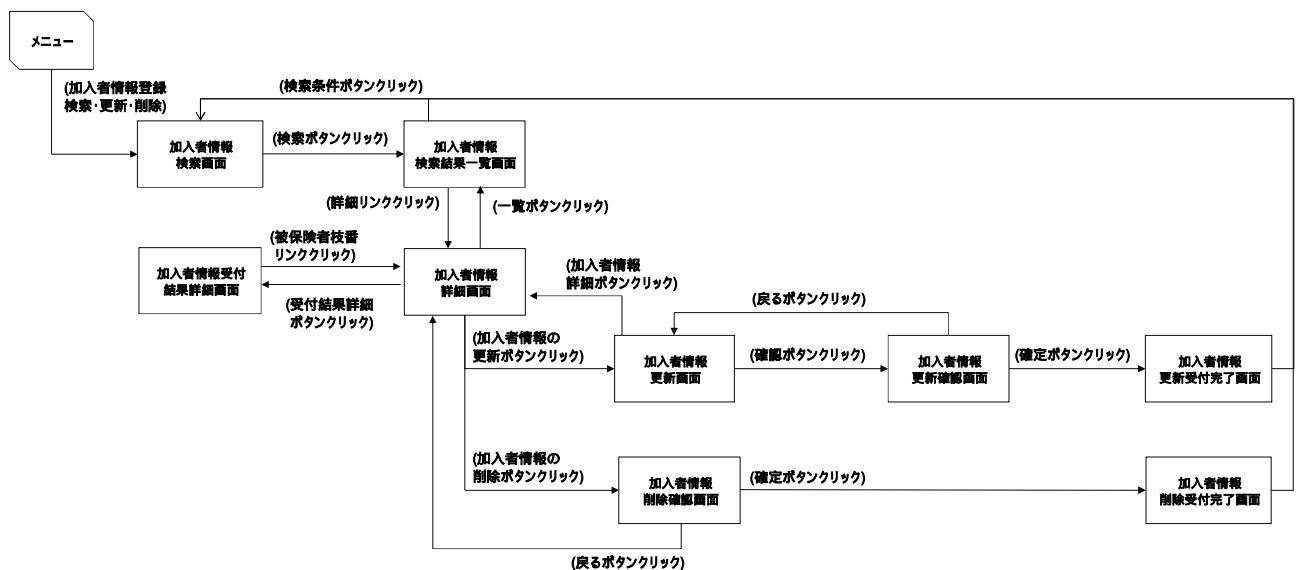 メニュー
(加入者情報登録
検索・更新・削除)
(検索条件ボタンクリック)
加入者情報
検索画面
(検索ボタンクリック)
加入者情報
検索結果一覧画面
(詳細リンククリック)
(一覧ボタンクリック)
(被保険者枝番
リンククリック)
加入者情報受付
結果詳細画面
加入者情報
詳細画面
(受付結果詳細
ボタンクリック)
(加入者情報
詳細ボタンクリック)
(戻るボタンクリック)
(加入者情報の
更新ボタンクリック)
加入者情報
更新画面
(確認ボタンクリック)
加入者情報
更新確認画面
(確定ボタンクリック)
加入者情報
更新受付完了画面
(加入者情報の
削除ボタンクリック)
加入者情報
削除確認画面
(確定ボタンクリック)
加入者情報
削除受付完了画面
(戻るボタンクリック)